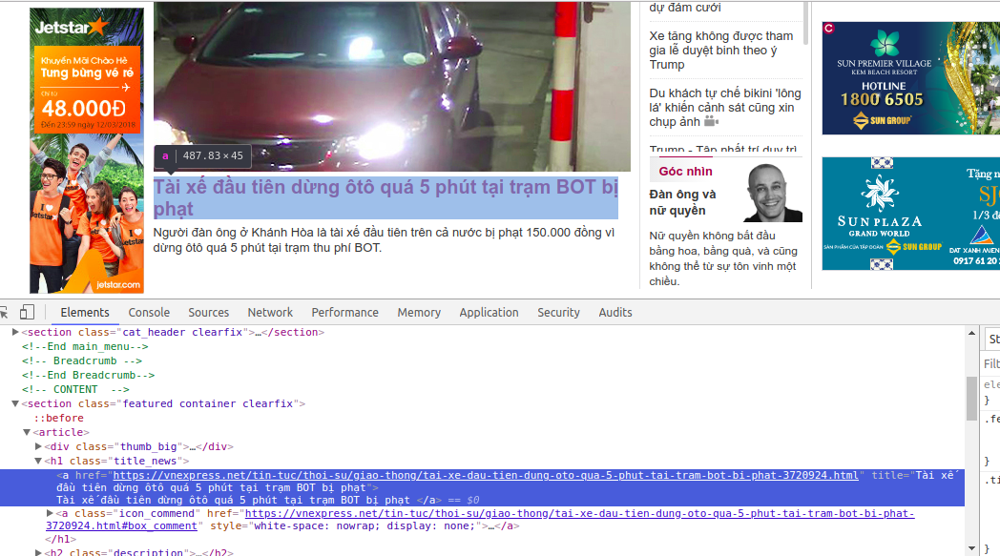 Jetstar
Khuyến Mãi Chào Hè
Tưng bừng vé rẻ
Chỉ từ
48.000Đ
Đến 23:59 ngày 12/03/2018
jetstar.com
a 487.83×45
Tài xế đầu tiên dừng ôtô quá 5 phút tại trạm BOT bị
phạt
Người đàn ông ở Khánh Hòa là tài xế đầu tiên trên cả nước bị phạt 150.000 đồng vì
dừng ôtô quá 5 phút tại trạm thu phí BOT.
dự đám cưới
Xe tăng không được tham
gia lễ duyệt binh theo ý
Trump
Du khách tự chế bikini 'lông
lá' khiến cảnh sát cũng xin
chụp ảnh
Trump - Tập phất trí duy trì
Góc nhìn
Đàn ông và
nữ quyền
Nữ quyền không bắt đầu
bằng hoa, bằng quà, và cũng
không thể từ sự tôn vinh một
chiều.
C
SUN PREMIER VILLAGE
KEM BEACH RESORT
HOTLINE
1800 6505
SUN GROUP
Tặng n
SJC
1/3 đ
SUN PLAZA
GRAND WORLD
SẢN PHẨM CỦA TẬP ĐOÀN SUN GROUP
DAT XANH MIEN
0917 61 20
Elements Console Sources Network Performance Memory Application Security Audits
<section class="cat_header clearfix">…</section>
<!--End main_menu-->
<!-- Breadcrumb -->
<!--End Breadcrumb-->
<!-- CONTENT  -->
<section class="featured container clearfix">
::before
<article>
<div class="thumb_big">…</div>
<h1 class="title_news">
<a href="https://vnexpress.net/tin-tuc/thoi-su/giao-thong/tai-xe-dau-tien-dung-oto-qua-5-phut-tai-tram-bot-bi-phat-3720924.html" title="Tài xế
đầu tiên dừng ôtô quá 5 phút tại trạm BOT bị phạt">
Tài xế đầu tiên dừng ôtô quá 5 phút tại trạm BOT bị phạt </a> == $0
<a class="icon_commend" href="https://vnexpress.net/tin-tuc/thoi-su/giao-thong/tai-xe-dau-tien-dung-oto-qua-5-phut-tai-tram-bot-bi-phat-
3720924.html#box_comment" style="white-space: nowrap; display: none;">…</a>
</h1>
<h2 class="description">…</h2>
St
Filt
ele
}
.fe
}
.ti
}